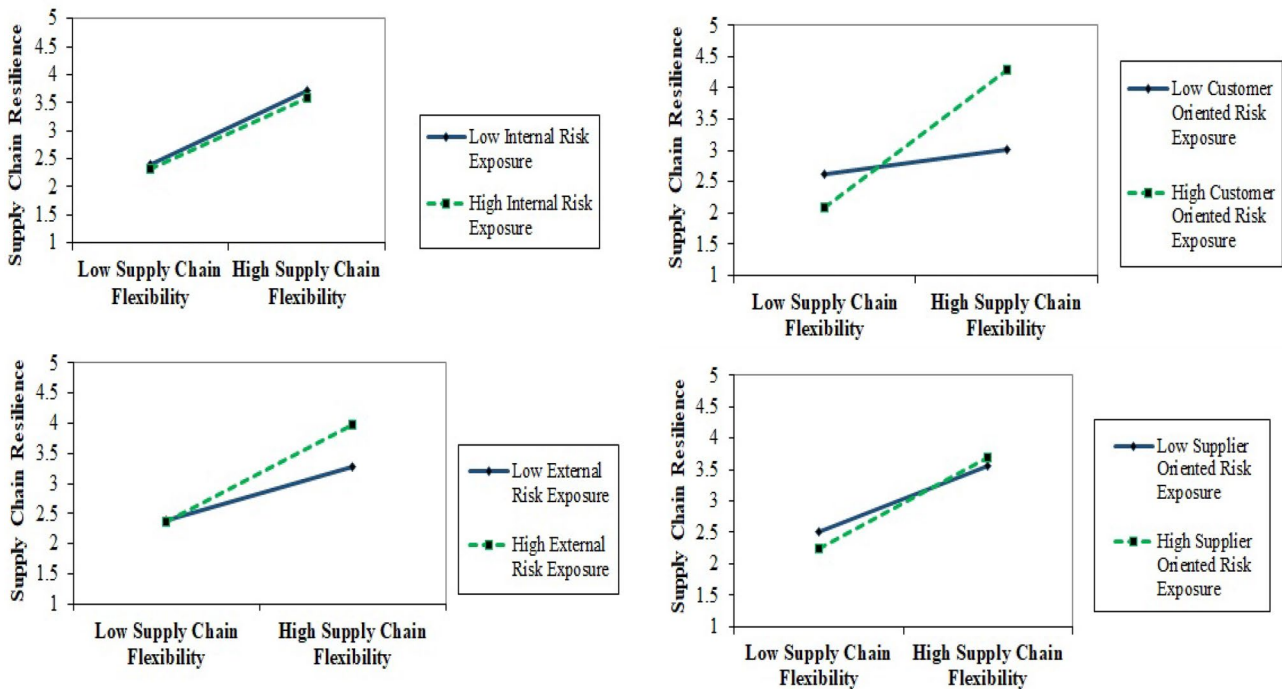 Supply Chain Resilience
5
4.5
4
3.5
3
2.5
2
1.5
1
Low Supply Chain
Flexibility
High Supply Chain
Flexibility
Low Internal Risk
Exposure
High Internal Risk
Exposure
Supply Chain Resilience
5
4.5
4
3.5
3
2.5
2
1.5
1
Low Supply Chain
Flexibility
High Supply Chain
Flexibility
Low Customer
Oriented Risk
Exposure
High Customer
Oriented Risk
Exposure
Supply Chain Resilience
5
4.5
4
3.5
3
2.5
2
1.5
1
Low Supply Chain
Flexibility
High Supply Chain
Flexibility
Low External
Risk Exposure
High External
Risk Exposure
Supply Chain Resilience
5
4.5
4
3.5
3
2.5
2
1.5
1
Low Supply Chain
Flexibility
High Supply Chain
Flexibility
Low Supplier
Oriented Risk
Exposure
High Supplier
Oriented Risk
Exposure